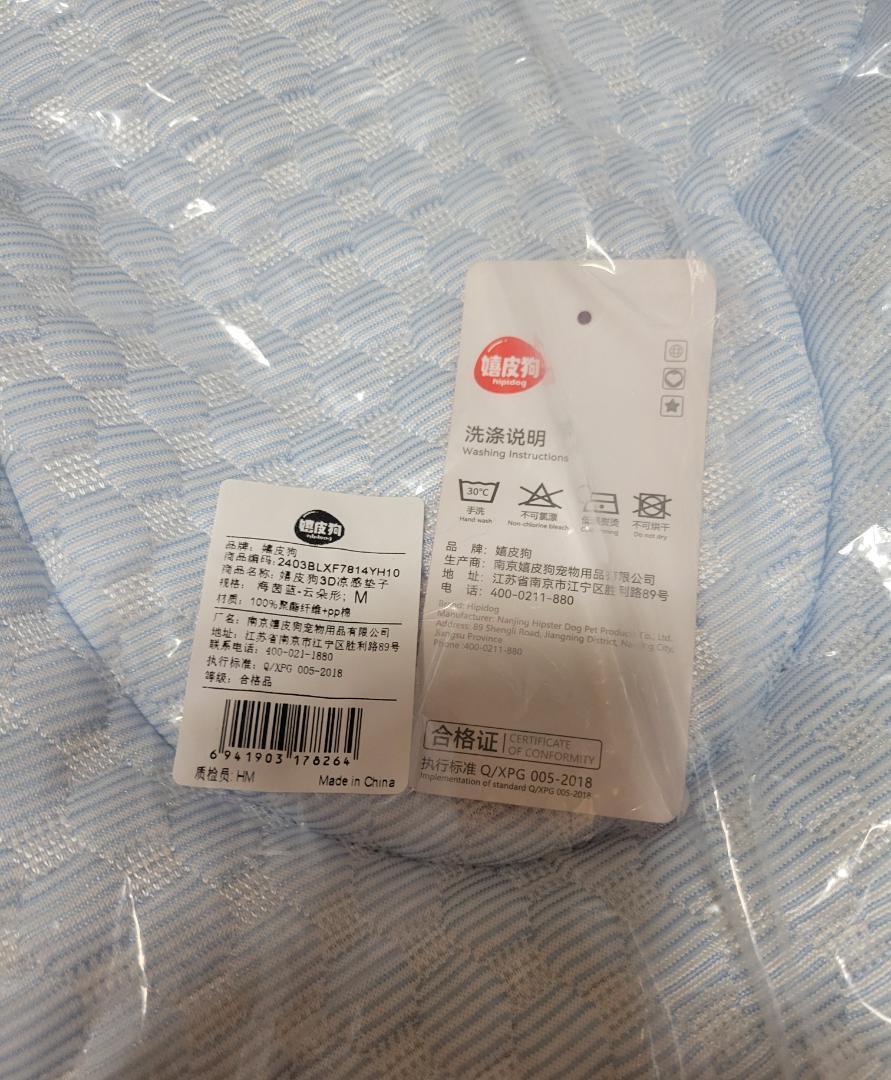 嬉皮狗
品牌: 嬉皮狗
商品编码:2403BLXF7814YH10
商品名称: 嬉皮狗3D凉感垫子
规格: 海茵蓝-云朵形; M
材质: 100%聚酯纤维+pp棉
厂名: 南京嬉皮狗宠物用品有限公司
地址: 江苏省南京市江宁区胜利路89号
联系电话: 400-021-1880
执行标准: Q/XPG 005-2018
等级: 合格品
6 941903 178264
质检员: HM
Made in China
嬉皮狗
hipidog
洗涤说明
Washing Instructions
30°C
手洗
不可氯漂
熨烫
不可烘干
Hand wash
Non-chlorine bleach
Do not dry
品 牌: 嬉皮狗
生产商: 南京嬉皮狗宠物用品有限公司
地 址: 江苏省南京市江宁区胜利路89号
电 话: 400-0211-880
Brand: Hipidog
Manufacturer: Nanjing Hipster Dog Pet Products Co., Ltd.
Address: 89 Shengli Road, Jiangning District, Nanjing City,
Jiangsu Province
Phone :400-0211-880
合格证
CERTIFICATE
OF CONFORMITY
执行标准 Q/XPG 005-2018
Implementation of standard Q/XPG 005-2018